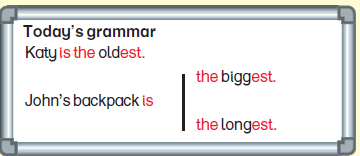 Today's grammar
Katy is the oldest.
the biggest.
John's backpack is
the longest.